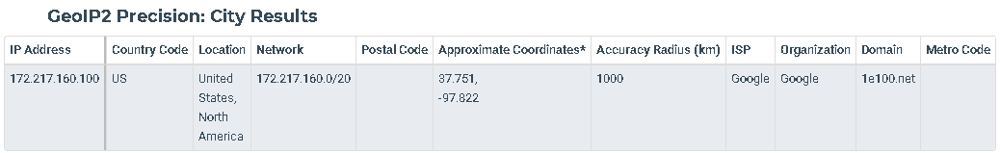 GeoIP2 Precision: City Results
IP Address Country Code Location Network Postal Code Approximate Coordinates* Accuracy Radius (km) ISP Organization Domain Metro Code
172.217.160.100 US United 172.217.160.0/20 37.751, 1000 Google Google 1e100.net
States, -97.822
North
America